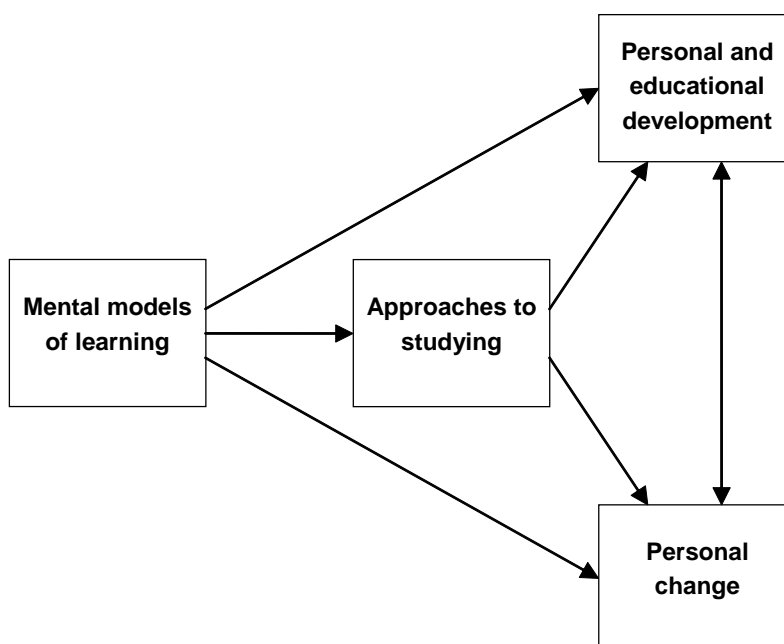 Personal and
educational
development
Mental models
of learning
Approaches to
studying
Personal
change